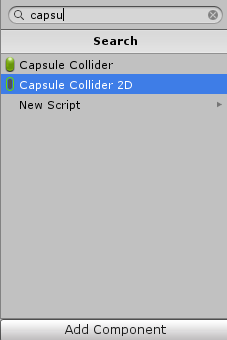 capsu
Search
Capsule Collider
Capsule Collider 2D
New Script
Add Component